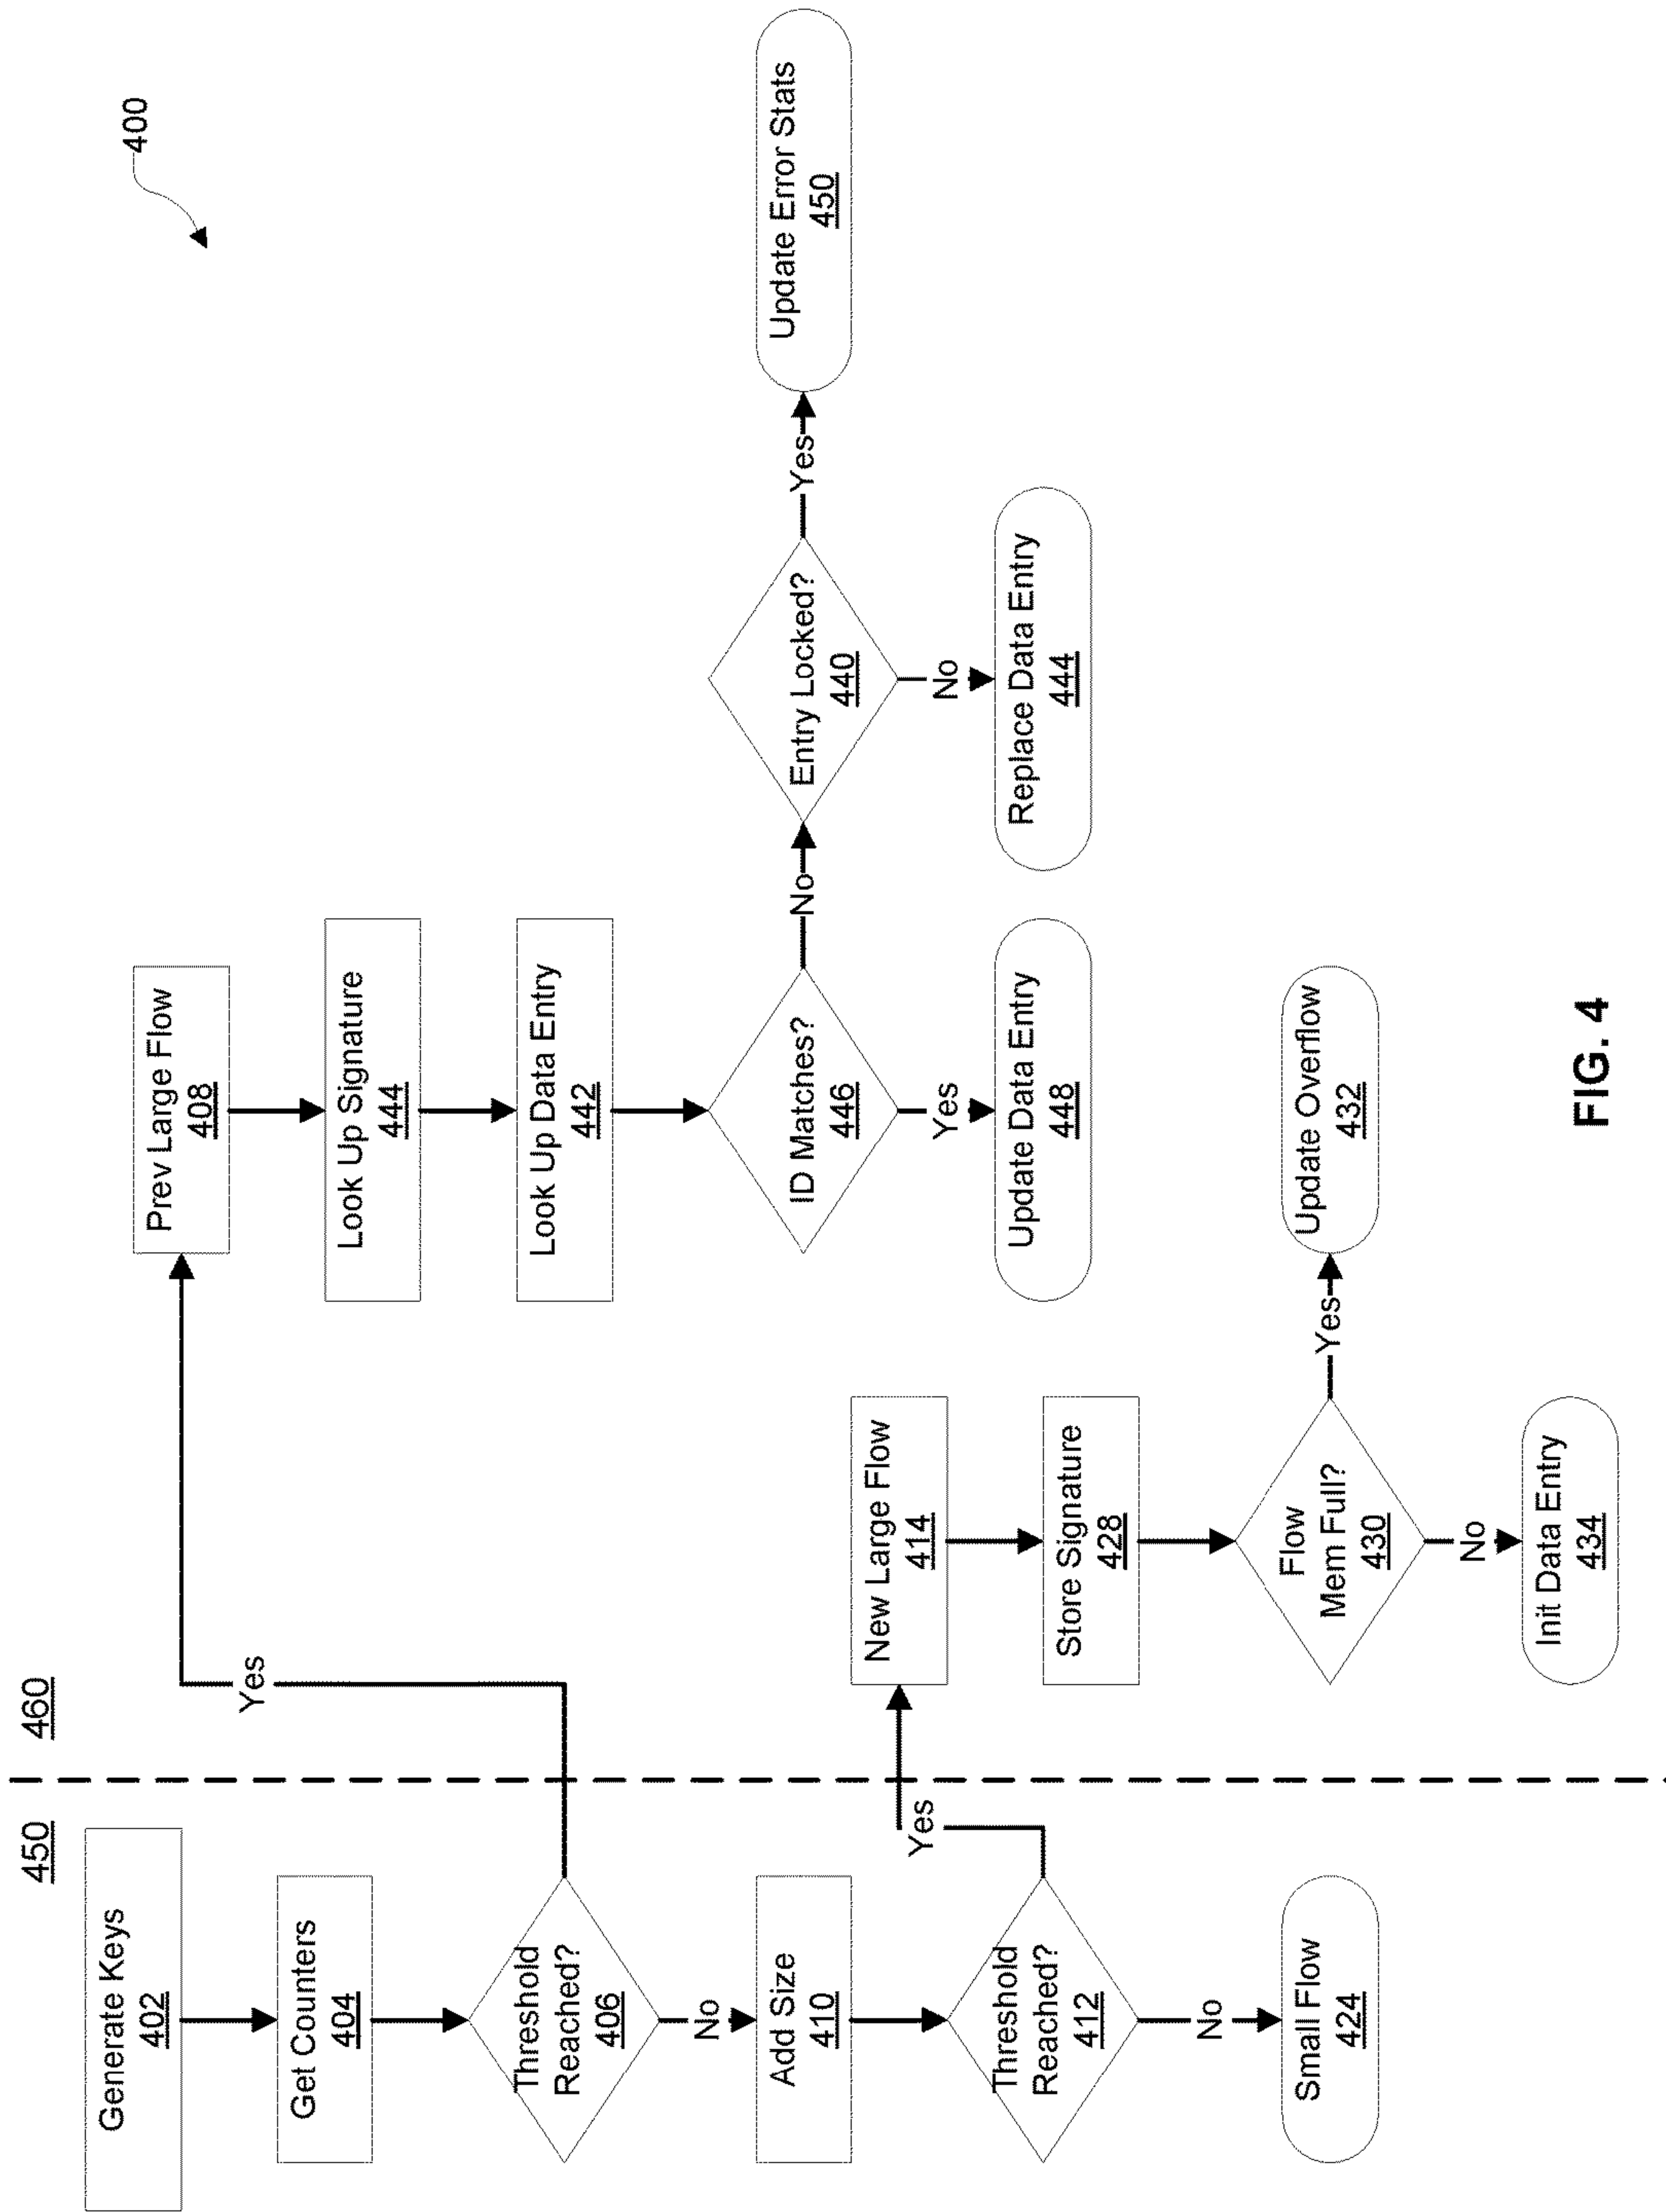 400
450
460
Generate Keys
402
Get Counters
404
Threshold
Reached?
406
Yes
No
Add Size
410
Threshold
Reached?
412
Yes
No
Small Flow
424
Prev Large Flow
408
Look Up Signature
444
Look Up Data Entry
442
ID Matches?
446
No
Yes
Update Data Entry
448
Entry Locked?
440
Yes
No
Update Error Stats
450
Replace Data Entry
444
New Large Flow
414
Store Signature
428
Flow
Mem Full?
430
Yes
No
Update Overflow
432
Init Data Entry
434
FIG. 4